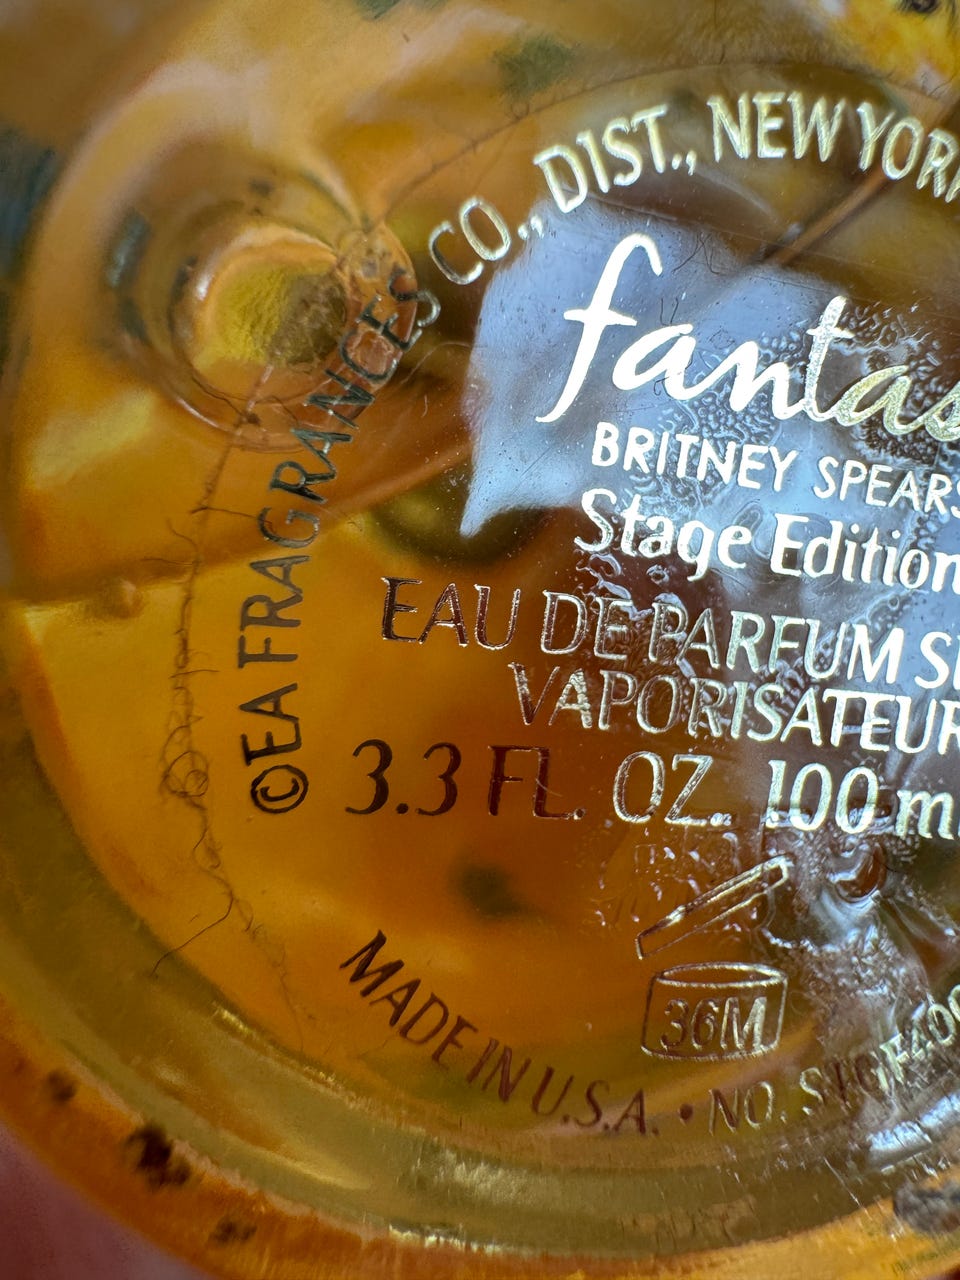 ©EA FRAGRANCES CO., DIST., NEW YOR
fantas
BRITNEY SPEARS
Stage Edition
EAU DE PARFUM S
VAPORISATEUR
3.3 FL. OZ. 100 m
36M
MADE IN U.S.A. • NO.